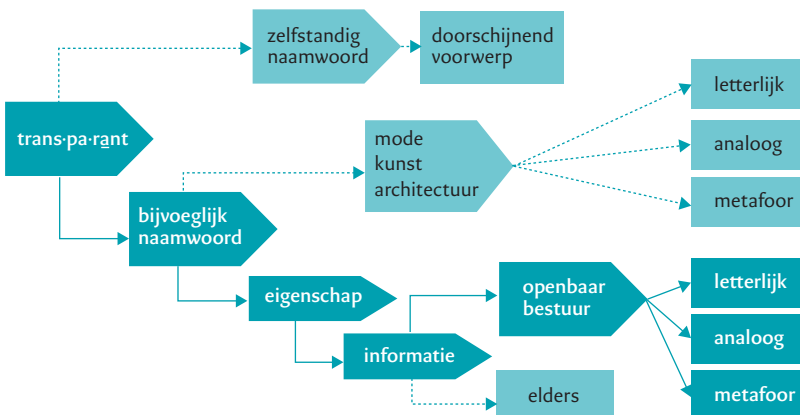 zelfstandig
naamwoord
doorschijnend
voorwerp
trans·pa·rant
mode
kunst
architectuur
letterlijk
analoog
metafoor
bijvoeglijk
naamwoord
eigenschap
informatie
openbaar
bestuur
elders
letterlijk
analoog
metafoor